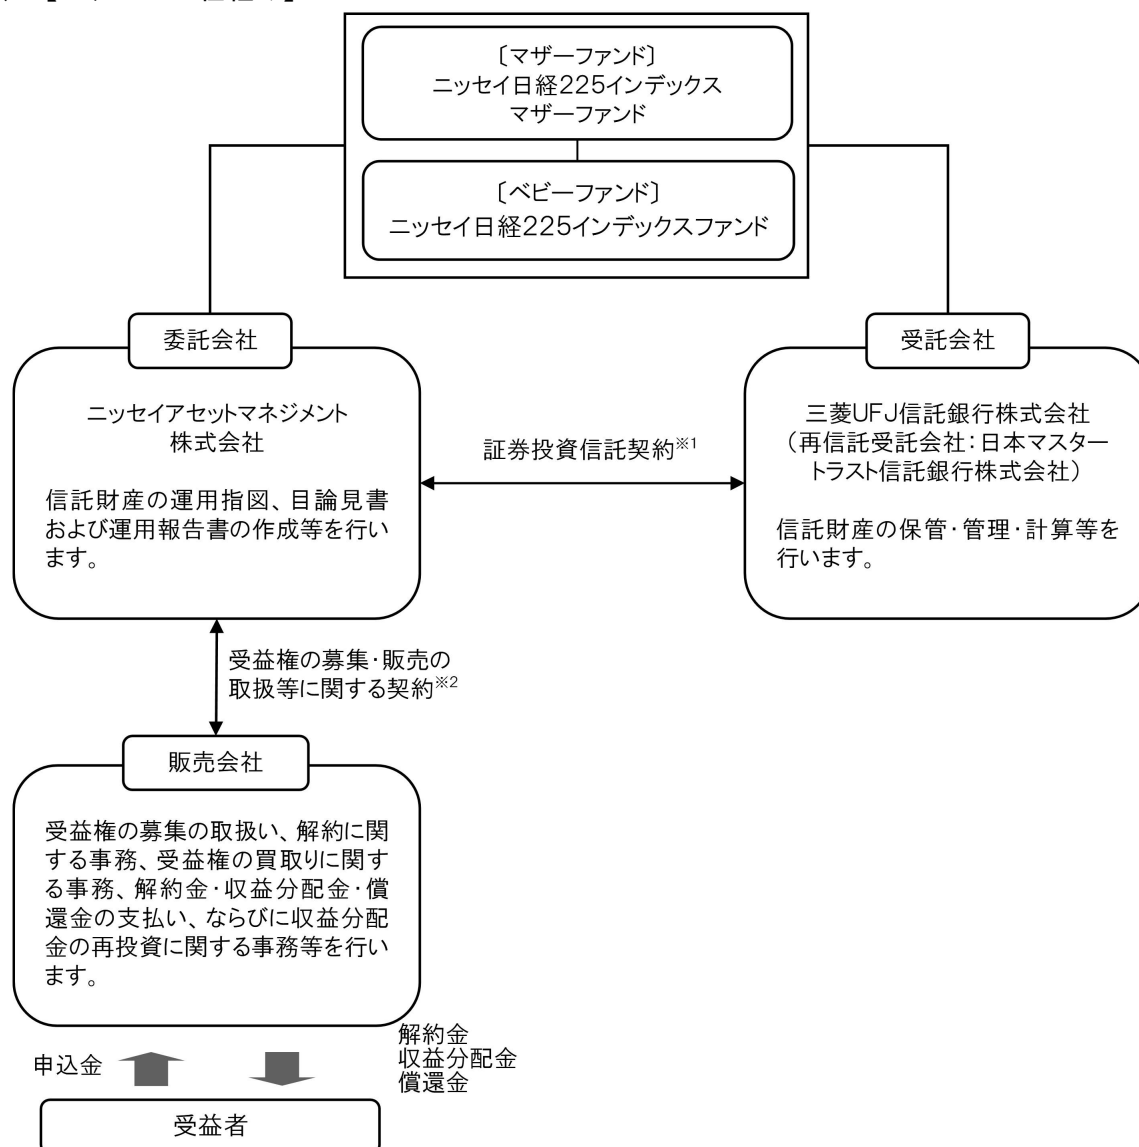 〔マザーファンド〕
ニッセイ日経225インデックス
マザーファンド
〔ベビーファンド〕
ニッセイ日経225インデックスファンド
委託会社
ニッセイアセットマネジメント
株式会社
信託財産の運用指図、目論見書
および運用報告書の作成等を行い
ます。
証券投資信託契約※1
受託会社
三菱UFJ信託銀行株式会社
(再信託受託会社:日本マスター
トラスト信託銀行株式会社)
信託財産の保管・管理・計算等を
行います。
受益権の募集・販売の
取扱等に関する契約※2
販売会社
受益権の募集の取扱い、解約に関
する事務、受益権の買取りに関す
る事務、解約金・収益分配金・償
還金の支払い、ならびに収益分配
金の再投資に関する事務等を行い
ます。
申込金
解約金
収益分配金
償還金
受益者